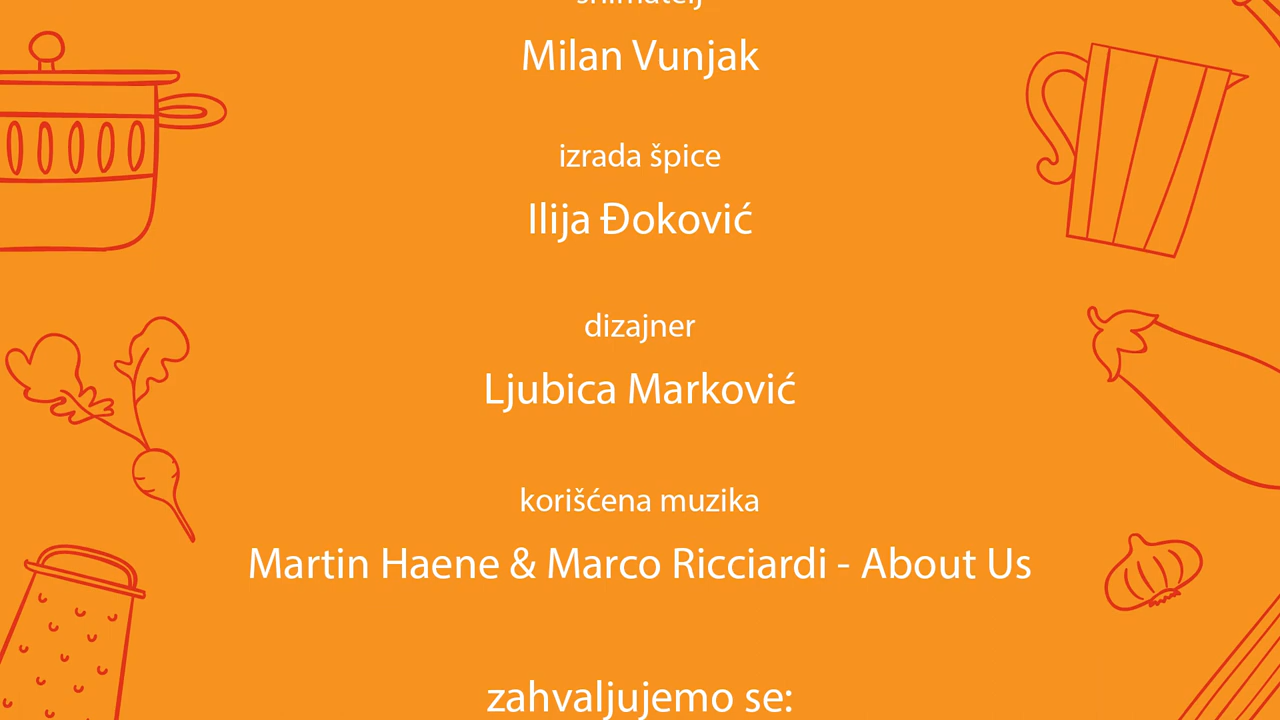 snimatelj
Milan Vunjak
izrada špice
Ilija Đoković
dizajner
Ljubica Marković
korišćena muzika
Martin Haene & Marco Ricciardi - About Us
zahvaljujemo se: